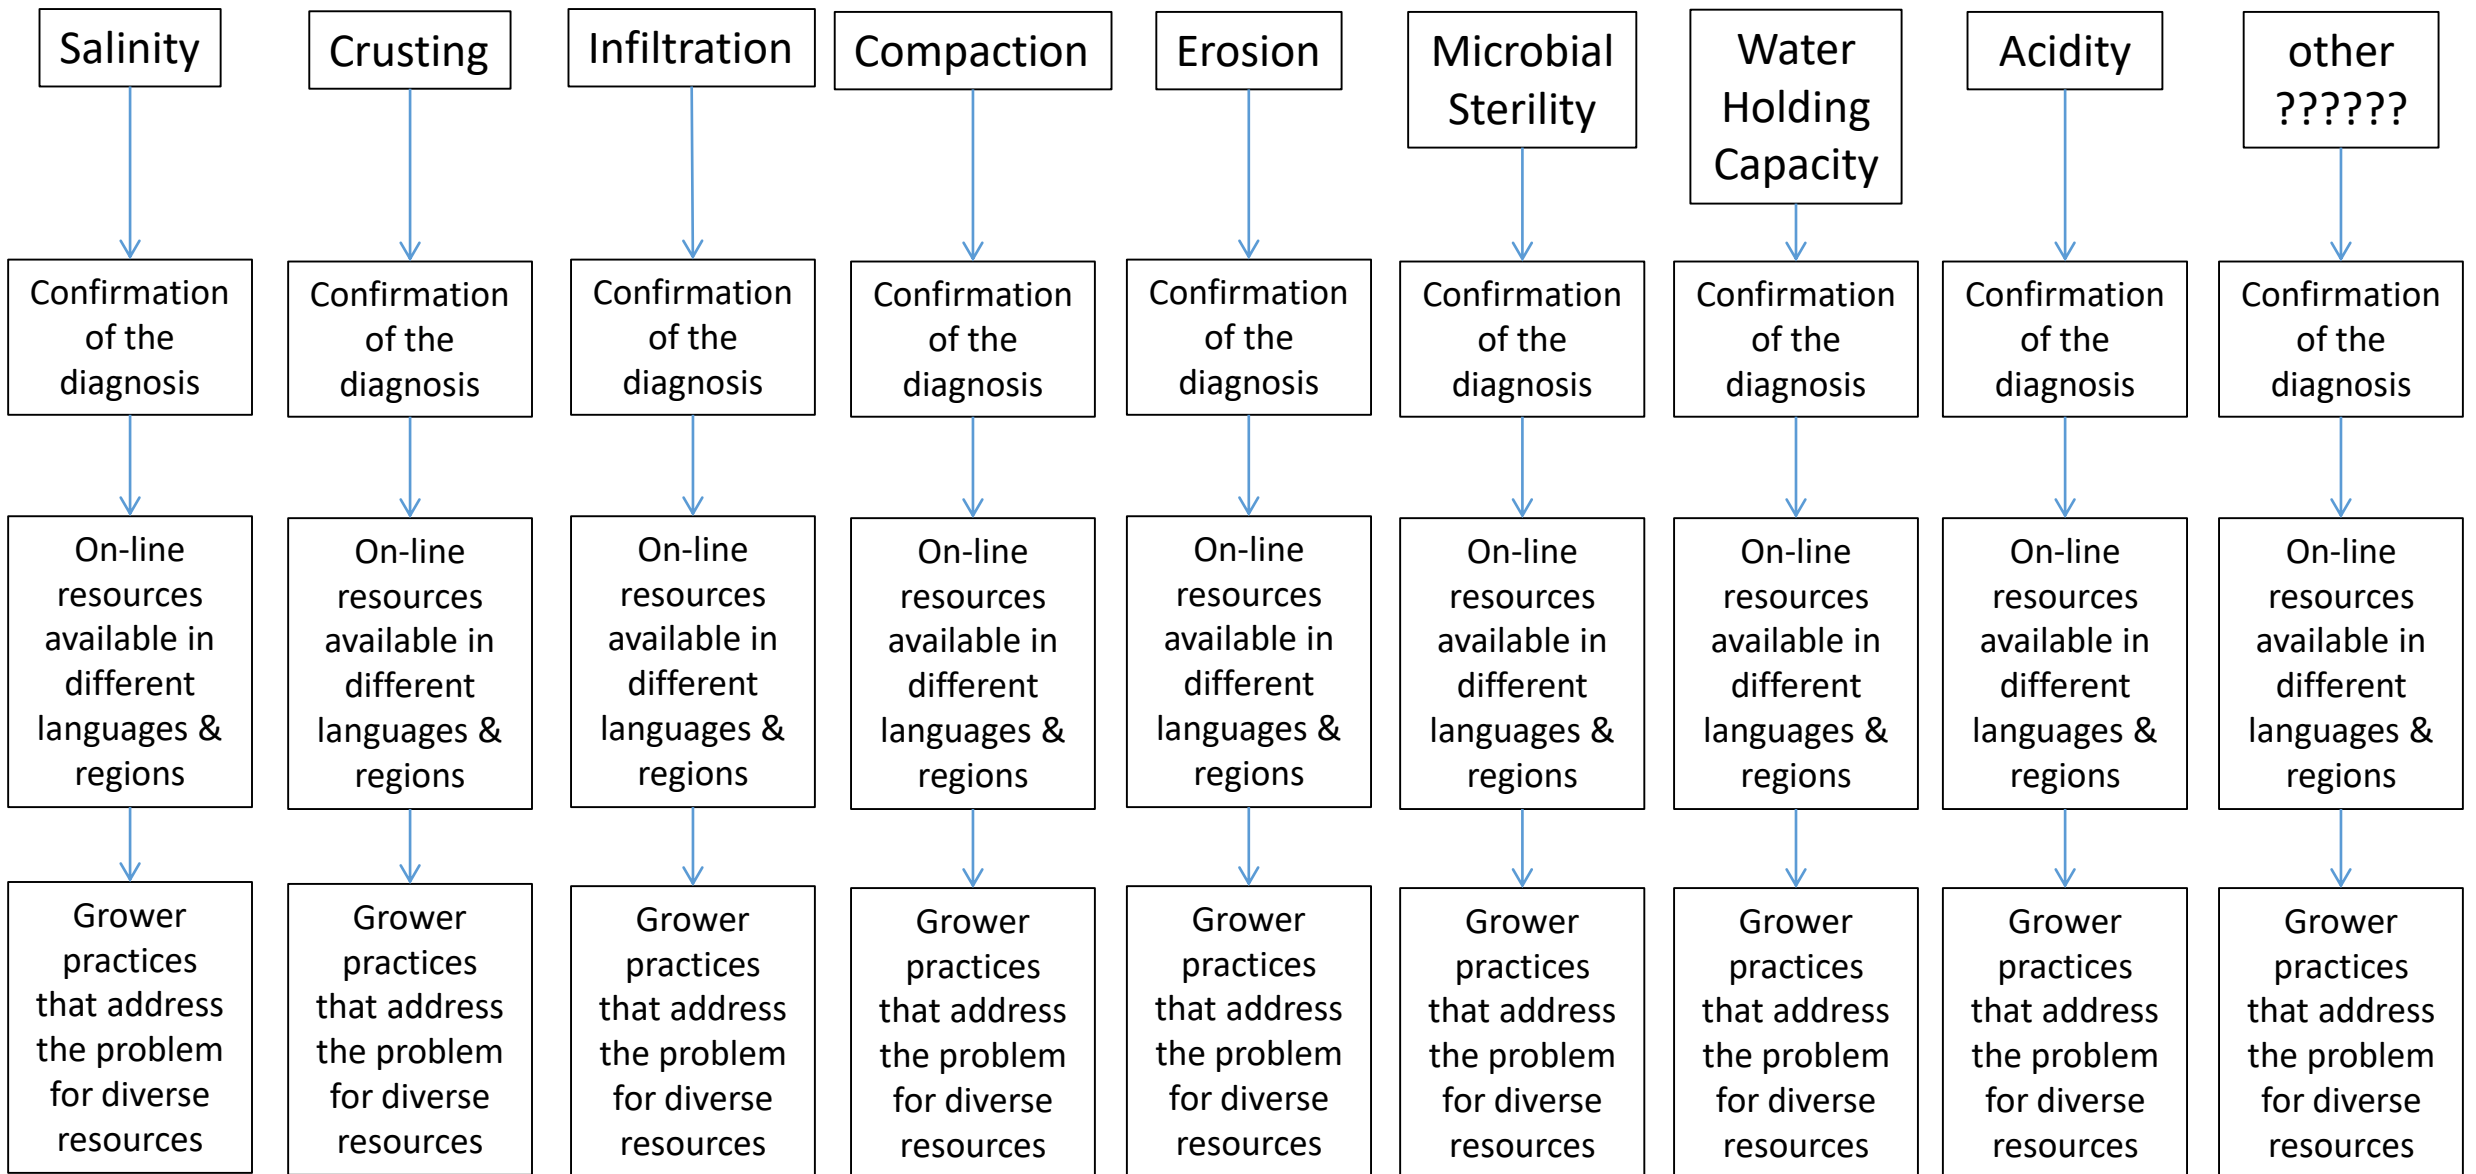 Salinity
Crusting
Infiltration
Compaction
Erosion
Microbial
Sterility
Water
Holding
Capacity
Acidity
other
??????
Confirmation
of the
diagnosis
Confirmation
of the
diagnosis
Confirmation
of the
diagnosis
Confirmation
of the
diagnosis
Confirmation
of the
diagnosis
Confirmation
of the
diagnosis
Confirmation
of the
diagnosis
Confirmation
of the
diagnosis
Confirmation
of the
diagnosis
On-line
resources
available in
different
languages &
regions
On-line
resources
available in
different
languages &
regions
On-line
resources
available in
different
languages &
regions
On-line
resources
available in
different
languages &
regions
On-line
resources
available in
different
languages &
regions
On-line
resources
available in
different
languages &
regions
On-line
resources
available in
different
languages &
regions
On-line
resources
available in
different
languages &
regions
On-line
resources
available in
different
languages &
regions
Grower
practices
that address
the problem
for diverse
resources
Grower
practices
that address
the problem
for diverse
resources
Grower
practices
that address
the problem
for diverse
resources
Grower
practices
that address
the problem
for diverse
resources
Grower
practices
that address
the problem
for diverse
resources
Grower
practices
that address
the problem
for diverse
resources
Grower
practices
that address
the problem
for diverse
resources
Grower
practices
that address
the problem
for diverse
resources
Grower
practices
that address
the problem
for diverse
resources